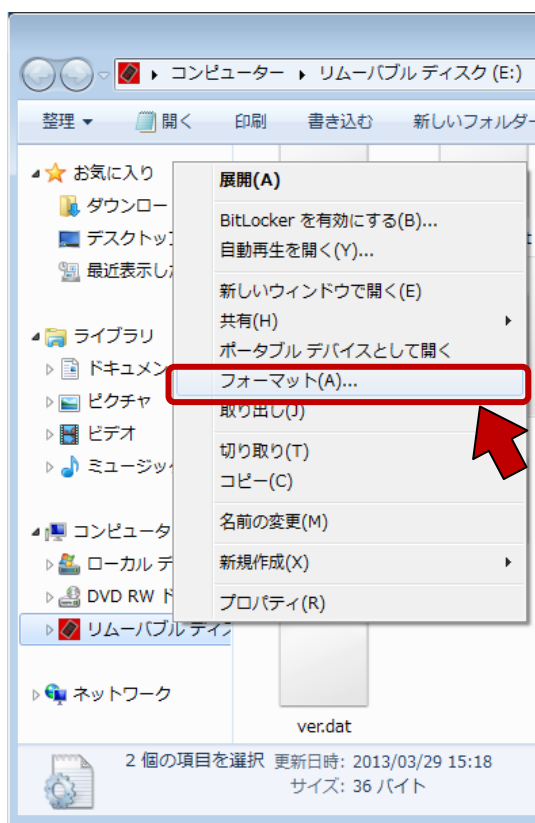 コンピューター ▸ リムーバブル ディスク (E:)
整理 ▼ 開く 印刷 書き込む 新しいフォルダー
お気に入り
ダウンロー
デスクトップ
最近表示した
ライブラリ
ドキュメン
ピクチャ
ビデオ
ミュージック
コンピュータ
ローカル デ
DVD RW ド
リムーバブル ディス
ネットワーク
展開(A)
BitLocker を有効にする(B)...
自動再生を開く(Y)...
新しいウィンドウで開く(E)
共有(H)
ポータブル デバイスとして開く
フォーマット(A)...
取り出し(J)
切り取り(T)
コピー(C)
名前の変更(M)
新規作成(X)
プロパティ(R)
t
ver.dat
2 個の項目を選択 更新日時: 2013/03/29 15:18
サイズ: 36 バイト